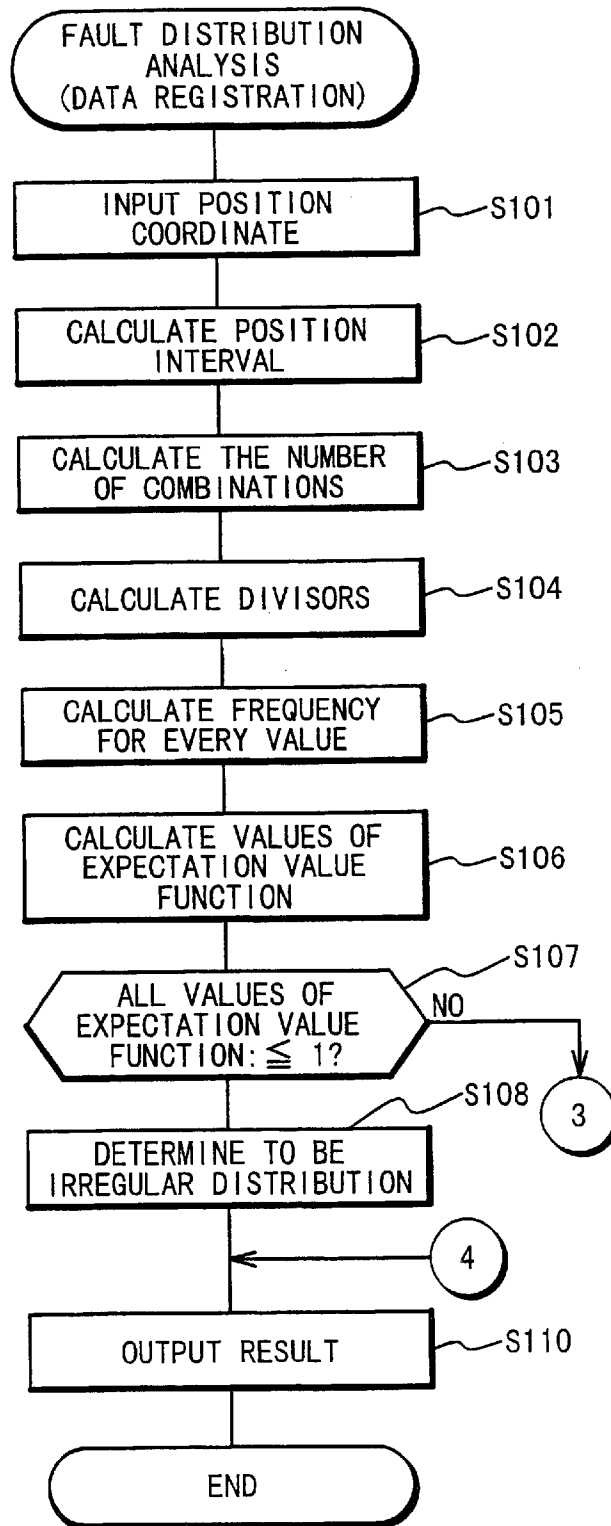 FAULT DISTRIBUTION
ANALYSIS
(DATA REGISTRATION)
INPUT POSITION
COORDINATE
S101
CALCULATE POSITION
INTERVAL
S102
CALCULATE THE NUMBER
OF COMBINATIONS
S103
CALCULATE DIVISORS
S104
CALCULATE FREQUENCY
FOR EVERY VALUE
S105
CALCULATE VALUES OF
EXPECTATION VALUE
FUNCTION
S106
S107
ALL VALUES OF
EXPECTATION VALUE
FUNCTION: ≦ 1?
NO
3
S108
DETERMINE TO BE
IRREGULAR DISTRIBUTION
4
OUTPUT RESULT
S110
END